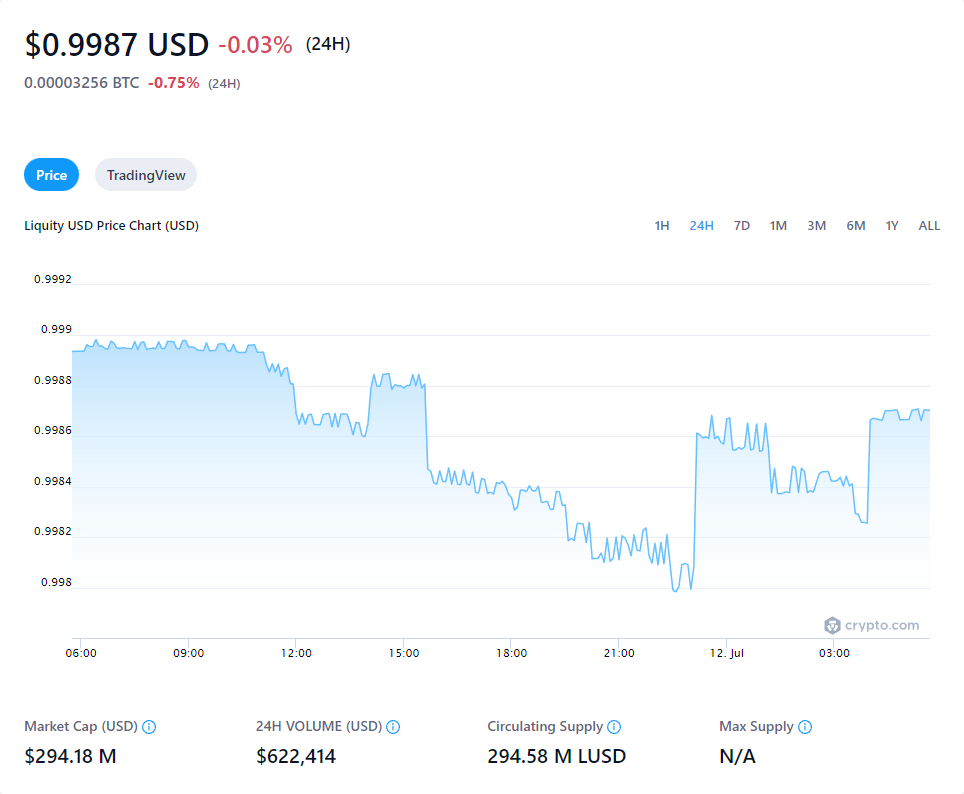 $0.9987 USD -0.03% (24H)
0.00003256 BTC -0.75% (24H)
Price TradingView
Liquity USD Price Chart (USD) 1H 24H 7D 1M 3M 6M 1Y ALL
0.9992
0.999
0.9988
0.9986
0.9984
0.9982
0.998
crypto.com
06:00 09:00 12:00 15:00 18:00 21:00 12. Jul 03:00
Market Cap (USD) 24H VOLUME (USD) Circulating Supply Max Supply
$294.18 M $622,414 294.58 M LUSD N/A